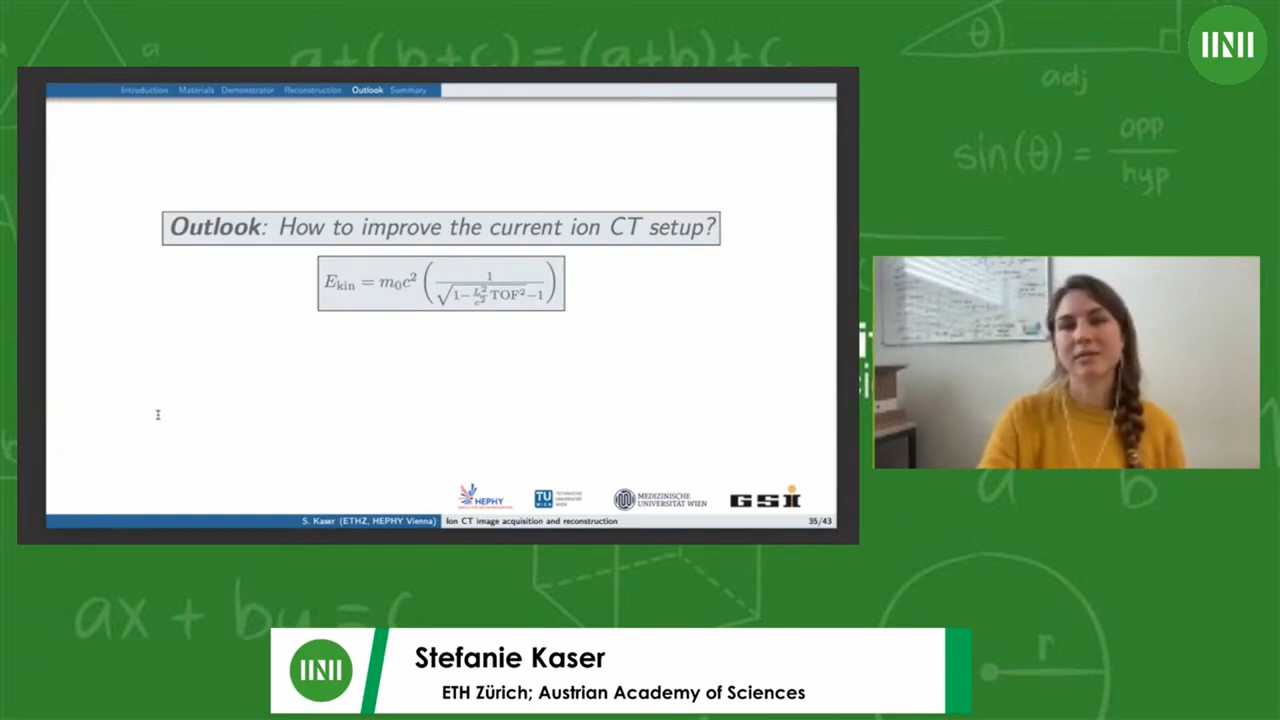 a+(b+c)=(a+b)+c
a
θ
adj
sin(θ) = opp
hyp
Introduction Materials Demonstrator Reconstruction Outlook Summary
Outlook: How to improve the current ion CT setup?
E_kin = m_0c^2 ( 1 / √(1 − L^2/c^2 TOF^2 − 1) )
HEPHY
TU
WIEN
TECHNISCHE
UNIVERSITÄT
WIEN
MEDIZINISCHE
UNIVERSITÄT WIEN
GSI
S. Kaser (ETHZ, HEPHY Vienna) Ion CT image acquisition and reconstruction 35/43
a b
ax + by = c
r
Stefanie Kaser
ETH Zürich; Austrian Academy of Sciences